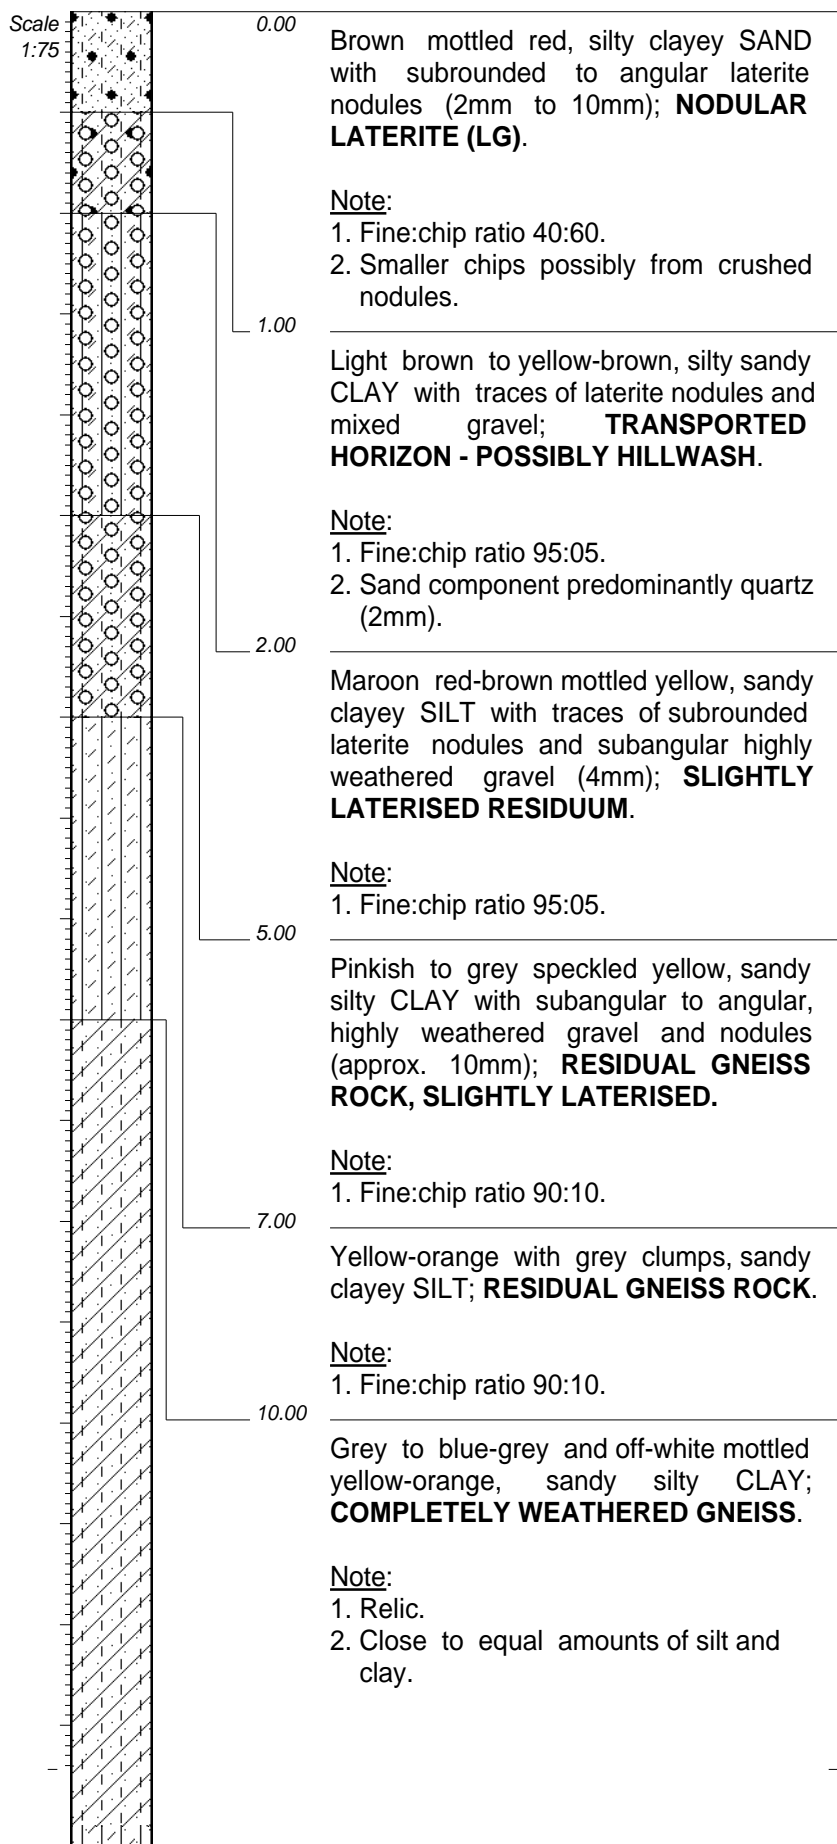 Scale
1:75
0.00
Brown mottled red, silty clayey SAND
with subrounded to angular laterite
nodules (2mm to 10mm); NODULAR
LATERITE (LG).
Note:
1. Fine:chip ratio 40:60.
2. Smaller chips possibly from crushed
nodules.
1.00
Light brown to yellow-brown, silty sandy
CLAY with traces of laterite nodules and
mixed gravel; TRANSPORTED
HORIZON - POSSIBLY HILLWASH.
Note:
1. Fine:chip ratio 95:05.
2. Sand component predominantly quartz
(2mm).
2.00
Maroon red-brown mottled yellow, sandy
clayey SILT with traces of subrounded
laterite nodules and subangular highly
weathered gravel (4mm); SLIGHTLY
LATERISED RESIDUUM.
Note:
1. Fine:chip ratio 95:05.
5.00
Pinkish to grey speckled yellow, sandy
silty CLAY with subangular to angular,
highly weathered gravel and nodules
(approx. 10mm); RESIDUAL GNEISS
ROCK, SLIGHTLY LATERISED.
Note:
1. Fine:chip ratio 90:10.
7.00
Yellow-orange with grey clumps, sandy
clayey SILT; RESIDUAL GNEISS ROCK.
Note:
1. Fine:chip ratio 90:10.
10.00
Grey to blue-grey and off-white mottled
yellow-orange, sandy silty CLAY;
COMPLETELY WEATHERED GNEISS.
Note:
1. Relic.
2. Close to equal amounts of silt and
clay.